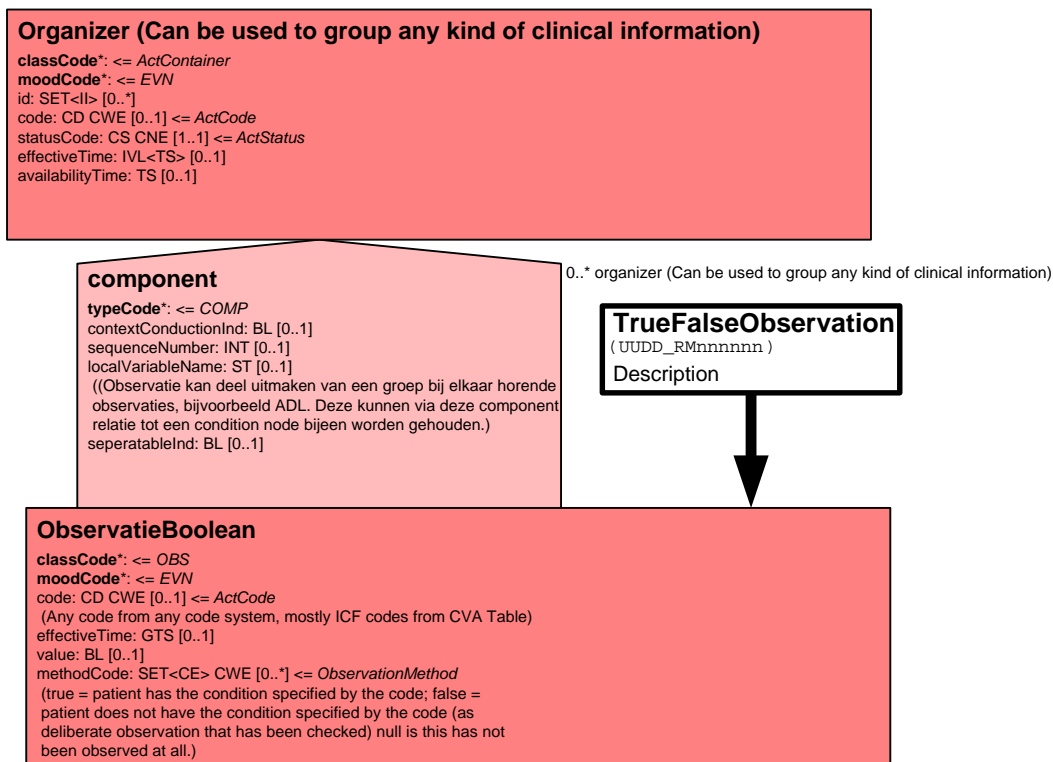 Organizer (Can be used to group any kind of clinical information)
classCode*: <= ActContainer
moodCode*: <= EVN
id: SET<II> [0..*]
code: CD CWE [0..1] <= ActCode
statusCode: CS CNE [1..1] <= ActStatus
effectiveTime: IVL<TS> [0..1]
availabilityTime: TS [0..1]
component
typeCode*: <= COMP
contextConductionInd: BL [0..1]
sequenceNumber: INT [0..1]
localVariableName: ST [0..1]
((Observatie kan deel uitmaken van een groep bij elkaar horende
observaties, bijvoorbeeld ADL. Deze kunnen via deze component
relatie tot een condition node bijeen worden gehouden.)
seperatableInd: BL [0..1]
0..* organizer (Can be used to group any kind of clinical information)
TrueFalseObservation
(UUDD_RMnnnnnn)
Description
ObservatieBoolean
classCode*: <= OBS
moodCode*: <= EVN
code: CD CWE [0..1] <= ActCode
(Any code from any code system, mostly ICF codes from CVA Table)
effectiveTime: GTS [0..1]
value: BL [0..1]
methodCode: SET<CE> CWE [0..*] <= ObservationMethod
(true = patient has the condition specified by the code; false =
patient does not have the condition specified by the code (as
deliberate observation that has been checked) null is this has not
been observed at all.)